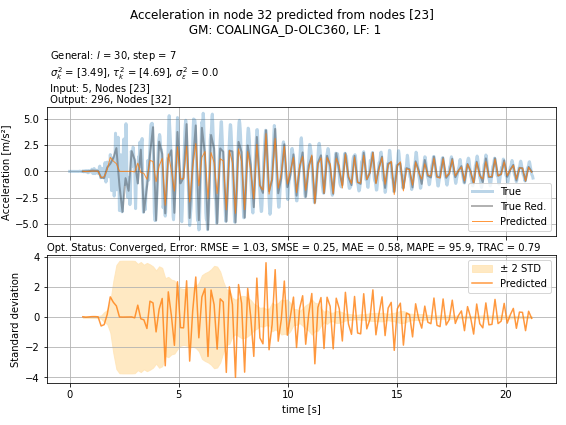 Acceleration in node 32 predicted from nodes [23]
GM: COALINGA_D-OLC360, LF: 1
General: l = 30, step = 7
σ²ₖ = [3.49], τ²ₖ = [4.69], σ²ε = 0.0
Input: 5, Nodes [23]
Output: 296, Nodes [32]
Acceleration [m/s²]
5.0
2.5
0.0
−2.5
−5.0
True
True Red.
Predicted
Opt. Status: Converged, Error: RMSE = 1.03, SMSE = 0.25, MAE = 0.58, MAPE = 95.9, TRAC = 0.79
Standard deviation
4
2
0
−2
−4
± 2 STD
Predicted
0
5
10
15
20
time [s]